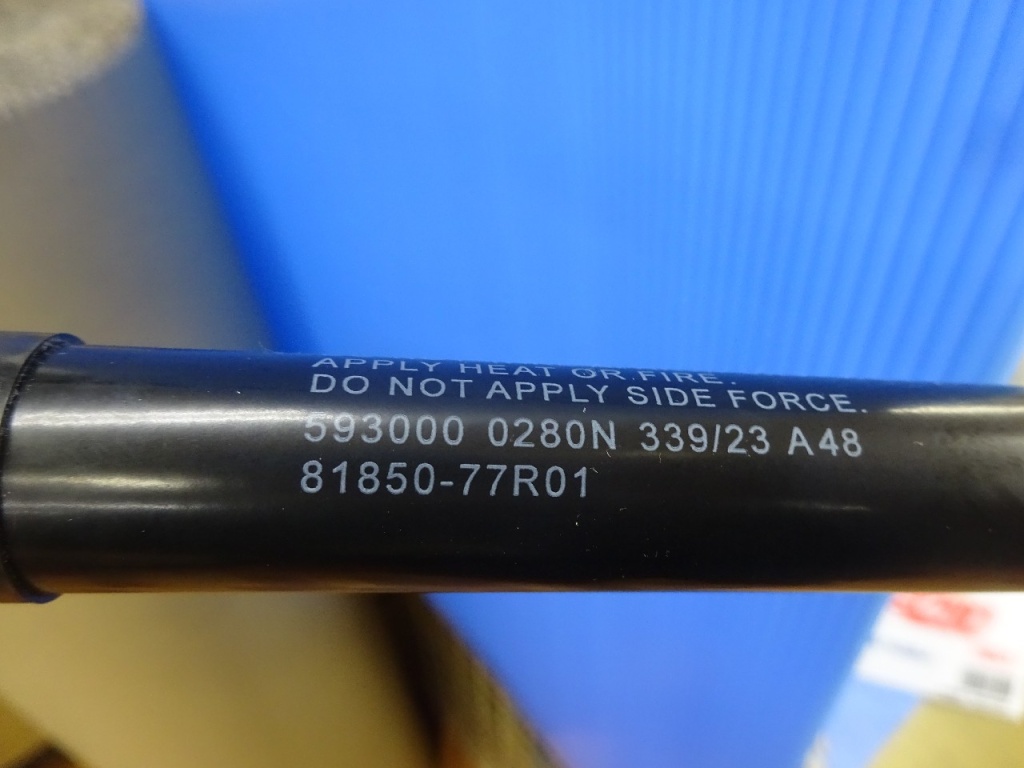 APPLY HEAT OR FIRE.
DO NOT APPLY SIDE FORCE.
593000 0280N 339/23 A48
81850-77R01